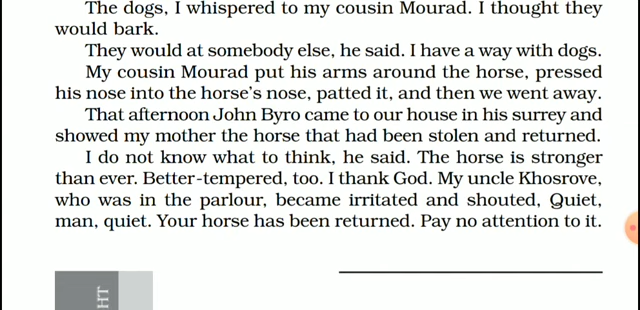 The dogs, I whispered to my cousin Mourad. I thought they
would bark.
They would at somebody else, he said. I have a way with dogs.
My cousin Mourad put his arms around the horse, pressed
his nose into the horse's nose, patted it, and then we went away.
That afternoon John Byro came to our house in his surrey and
showed my mother the horse that had been stolen and returned.
I do not know what to think, he said. The horse is stronger
than ever. Better-tempered, too. I thank God. My uncle Khosrove,
who was in the parlour, became irritated and shouted, Quiet,
man, quiet. Your horse has been returned. Pay no attention to it.
HT